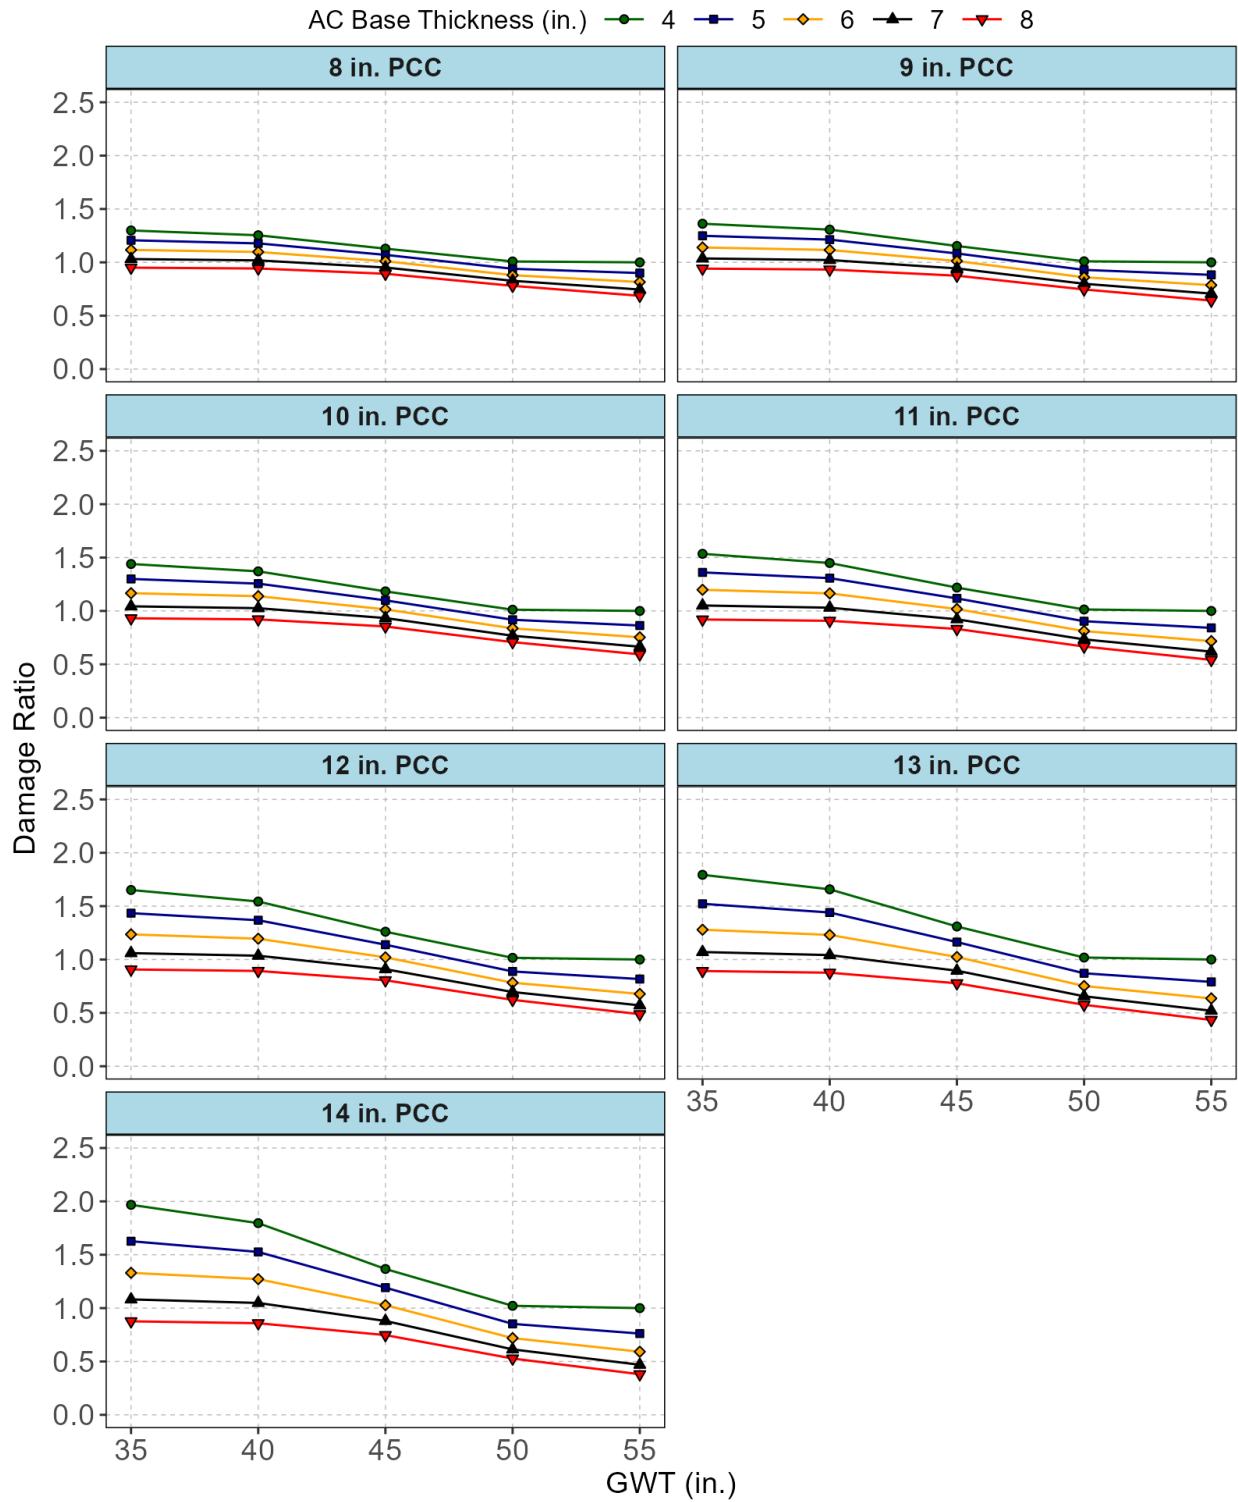 AC Base Thickness (in.) 4 5 6 7 8
8 in. PCC
9 in. PCC
2.5
2.0
1.5
1.0
0.5
0.0
10 in. PCC
11 in. PCC
2.5
2.0
1.5
1.0
0.5
0.0
Damage Ratio
12 in. PCC
13 in. PCC
2.5
2.0
1.5
1.0
0.5
0.0
35 40 45 50 55
14 in. PCC
2.5
2.0
1.5
1.0
0.5
0.0
35 40 45 50 55
GWT (in.)